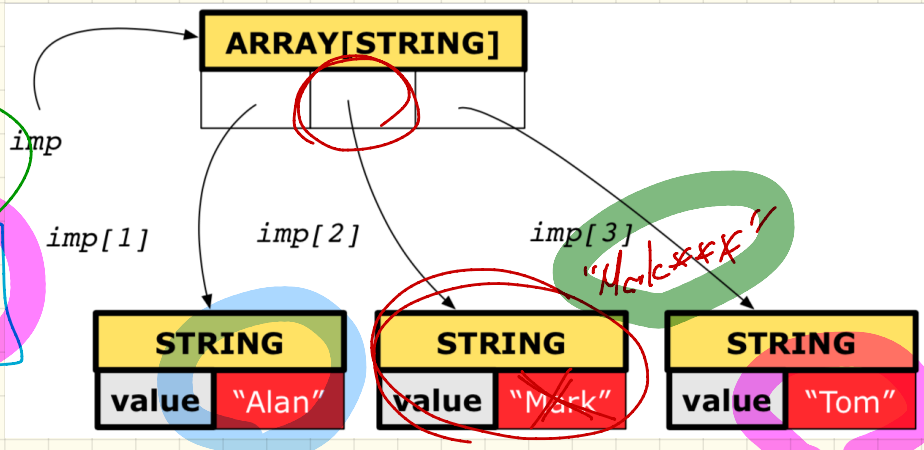 ARRAY[STRING]
imp
imp[1]
imp[2]
imp[3]
"Mark***"
STRING
STRING
STRING
value
"Alan"
value
"Mark"
value
"Tom"